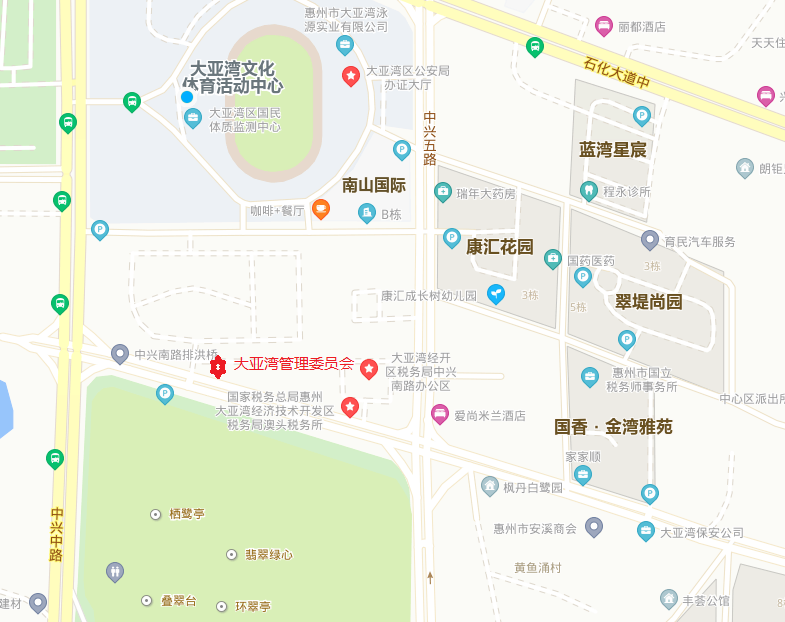 惠州市大亚湾泳
源实业有限公司
丽都酒店
天天住
石化大道中
大亚湾文化
体育活动中心
大亚湾区公安局
办证大厅
大亚湾区国民
体质监测中心
中兴五路
蓝湾星宸
朗钜
南山国际
瑞年大药房
程永诊所
咖啡+餐厅
B栋
康汇花园
育民汽车服务
国药医药
3栋
康汇成长树幼儿园
3栋
5栋
翠堤尚园
中兴南路排洪桥
大亚湾管理委员会
大亚湾经开
区税务局中兴
南路办公区
惠州市国立
税务师事务所
国家税务总局惠州
大亚湾经济技术开发区
税务局澳头税务所
爱尚米兰酒店
中心区派出所
国香·金湾雅苑
家家顺
枫丹白鹭园
中兴中路
栖鹭亭
惠州市安溪商会
大亚湾保安公司
翡翠绿心
黄鱼涌村
建材
叠翠台
环翠亭
丰荟公馆